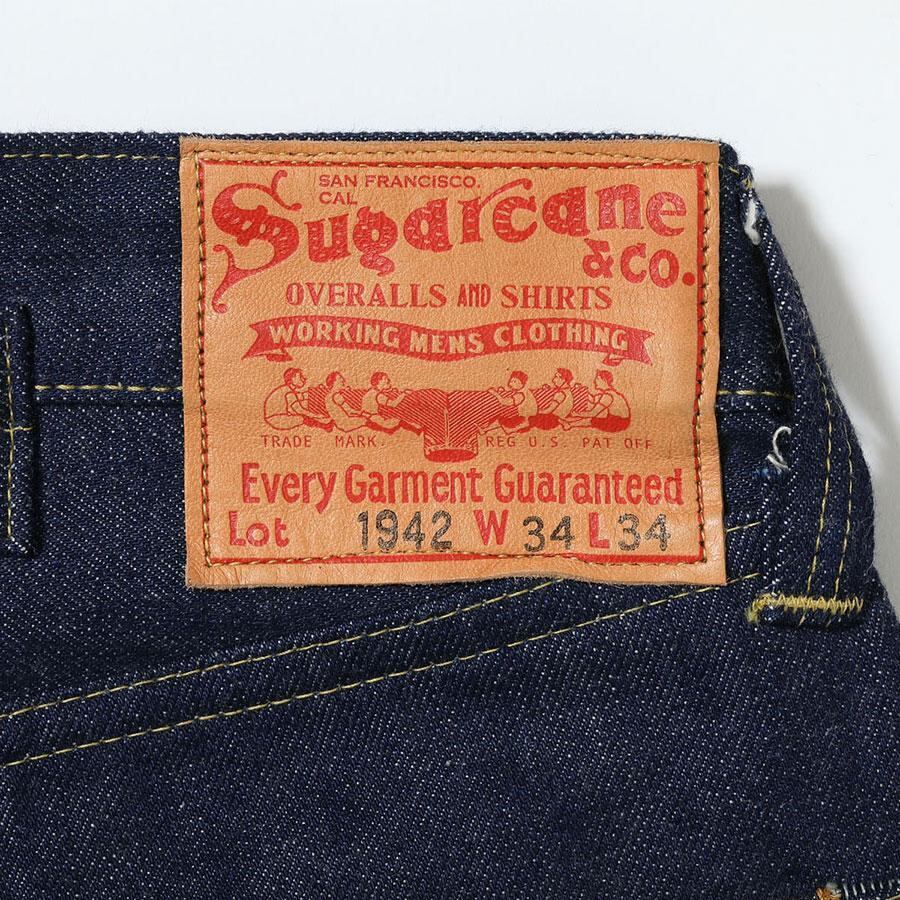 SAN FRANCISCO.
CAL
Sugarcane
& CO.
OVERALLS AND SHIRTS
WORKING MENS CLOTHING
TRADE MARK. REG U.S. PAT OFF
Every Garment Guaranteed
Lot 1942 W 34 L 34